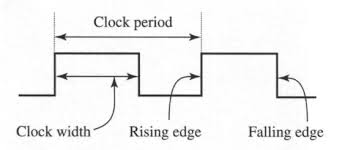 Clock period
Clock width
Rising edge
Falling edge